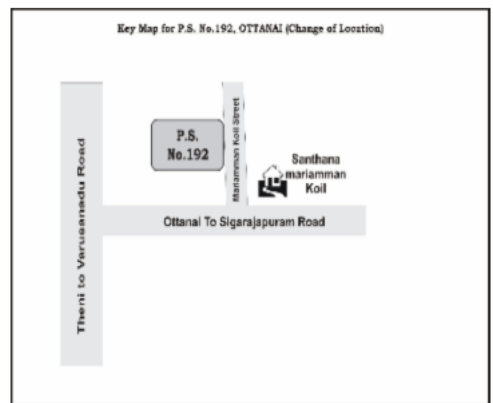 Key Map for P.S. No.192, OTTANAI (Change of Location)
P.S.
No.192
Mariamman Koil Street
Santhana
mariamman
Koil
Ottanai To Sigarajapuram Road
Theni to Varusanadu Road